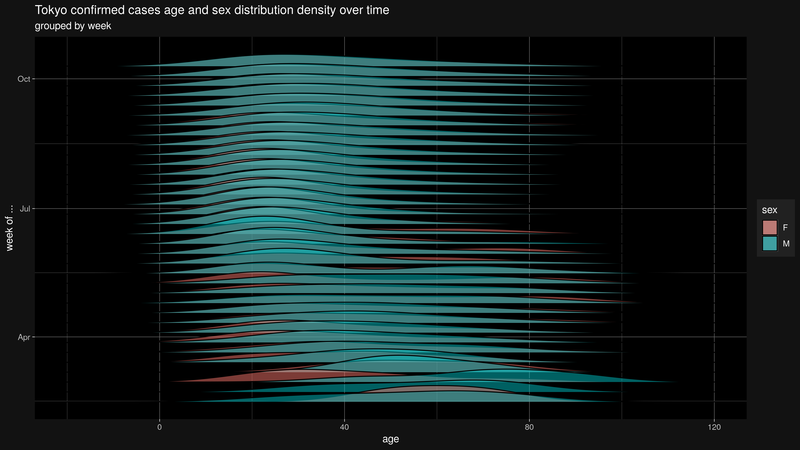 Tokyo confirmed cases age and sex distribution density over time
grouped by week
Oct
Jul
Apr
week of ...
0 40 80 120
age
sex
F
M